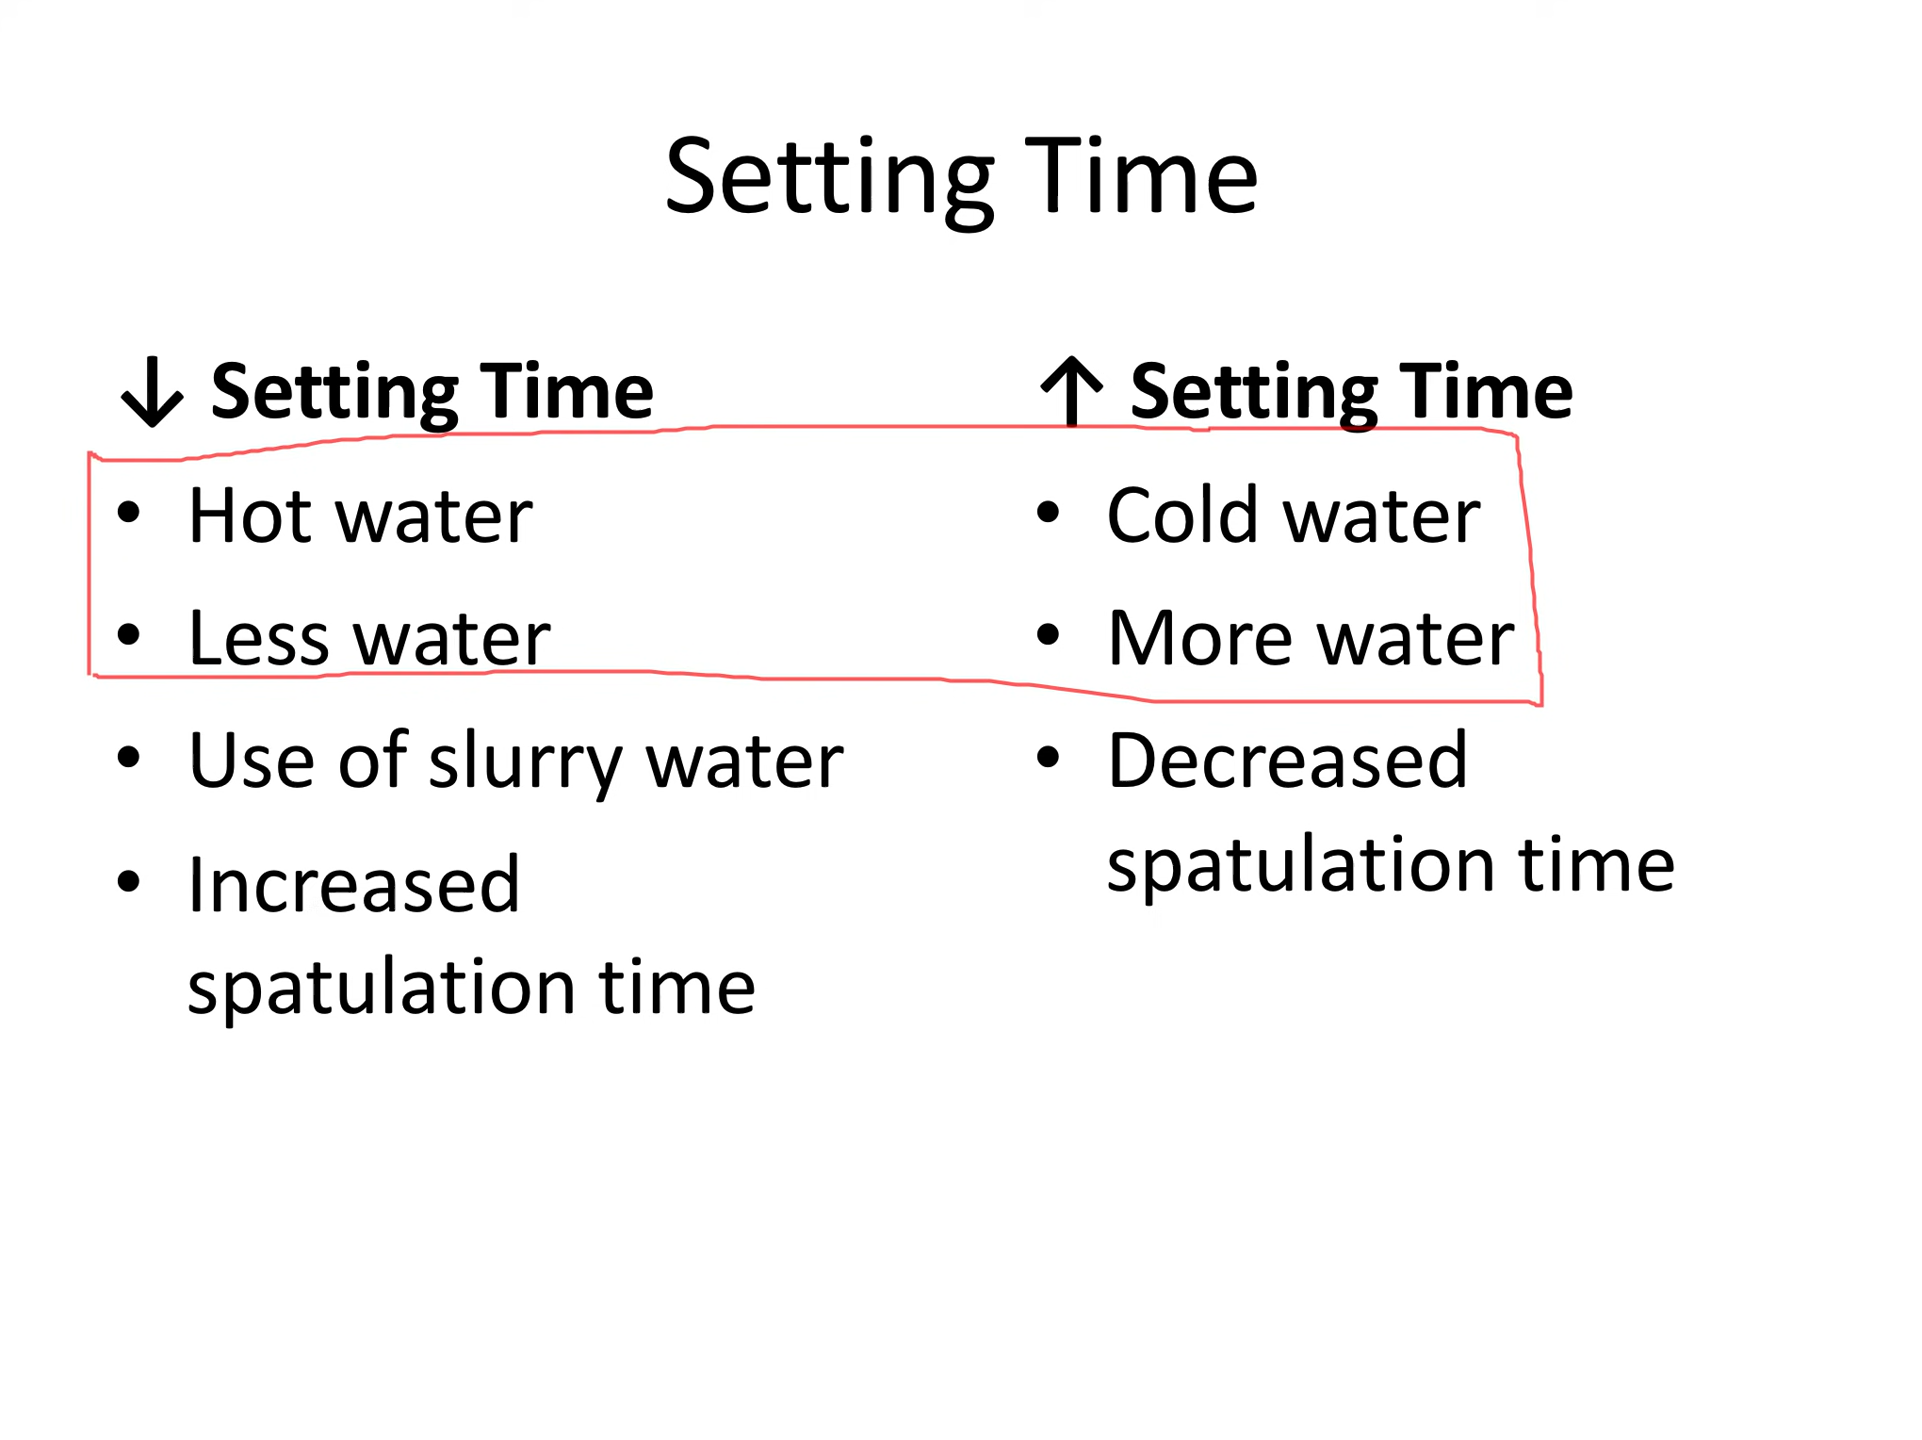 Setting Time
↓ Setting Time
• Hot water
• Less water
• Use of slurry water
• Increased
spatulation time
↑ Setting Time
• Cold water
• More water
• Decreased
spatulation time